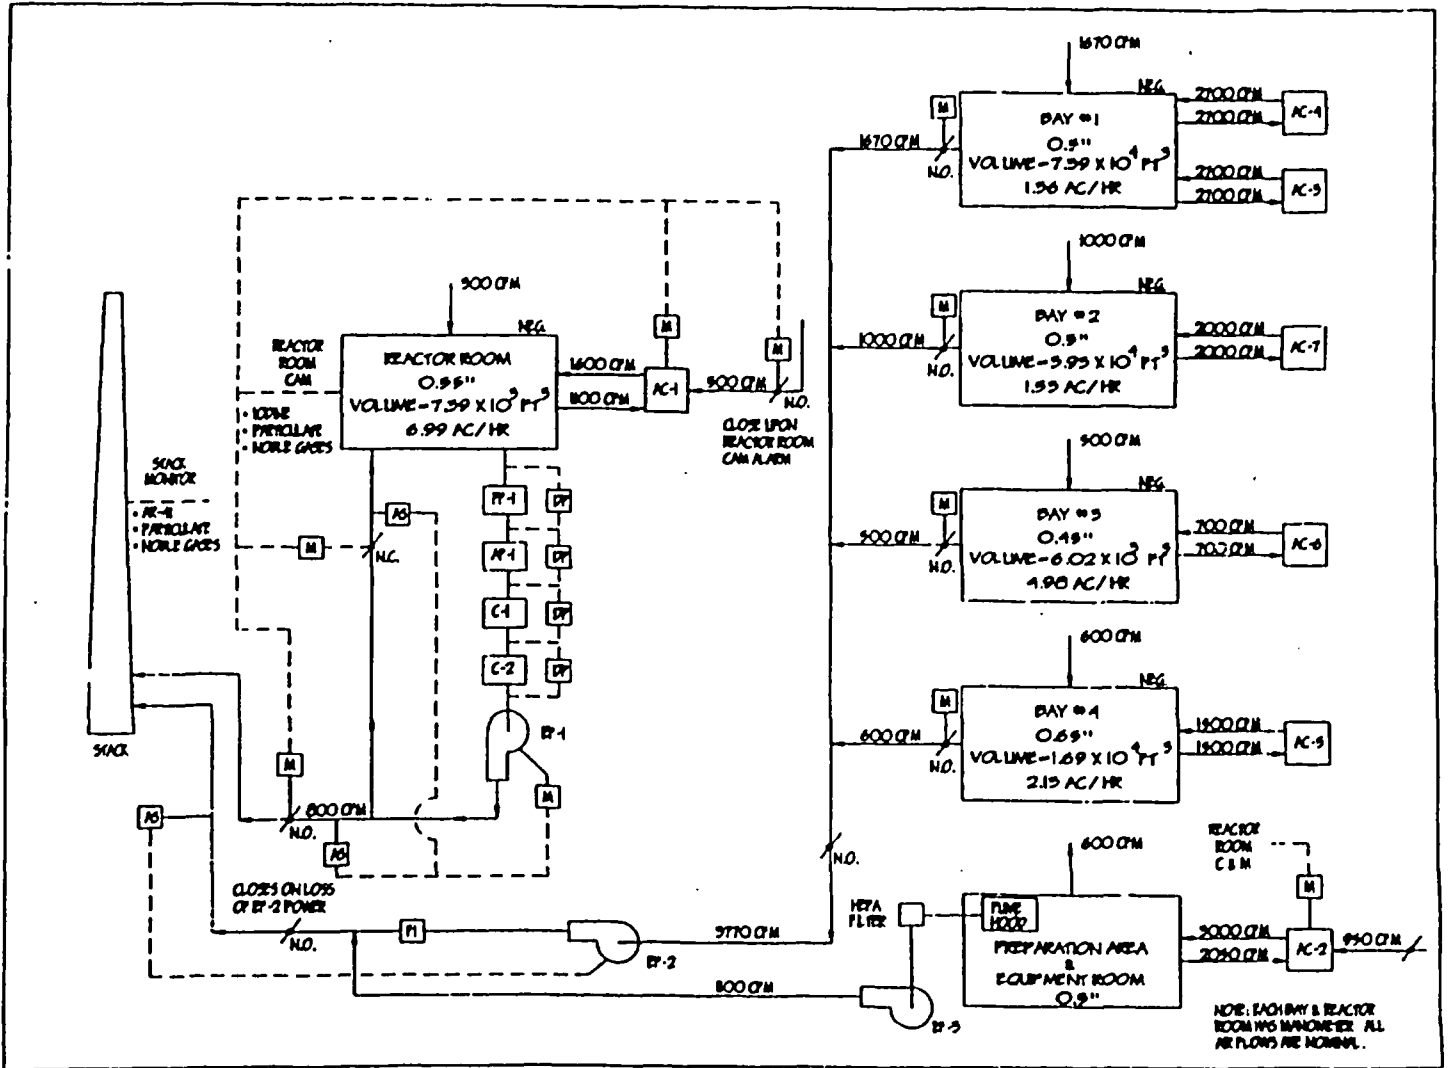 1670 CFM
NEG.
M
BAY #1
0.5"
VOLUME-7.39 X 10⁴ FT³
1.36 AC/HR
2700 CFM
2700 CFM
AC-4
2700 CFM
2700 CFM
1670 CFM
N.O.
1000 CFM
NEG.
M
BAY #2
0.5"
VOLUME-3.93 X 10⁴ FT³
1.53 AC/HR
2000 CFM
2000 CFM
AC-7
1000 CFM
N.O.
500 CFM
NEG.
M
BAY #3
0.45"
VOLUME-6.02 X 10³ FT³
4.98 AC/HR
700 CFM
700 CFM
AC-6
500 CFM
N.O.
600 CFM
NEG.
M
BAY #4
0.65"
VOLUME-1.69 X 10⁴ FT³
2.13 AC/HR
1300 CFM
1300 CFM
AC-5
600 CFM
N.O.
500 CFM
NEG.
REACTOR ROOM
0.55"
VOLUME-7.39 X 10³ FT³
6.99 AC/HR
1600 CFM
1100 CFM
AC-1
M
M
500 CFM
N.O.
CLOSE UPON
REACTOR ROOM
CAM ALARM
REACTOR
ROOM
CAM
• IODINE
• PARTICULATE
• NOBLE GASES
STACK
MONITOR
• AR-41
• PARTICULATE
• NOBLE GASES
STACK
M
N.C.
AS
PF-1
DP
AF-1
DP
C-1
DP
C-2
DP
EF-1
M
M
N.O.
800 CFM
AS
AS
CLOSES ON LOSS
OF EF-2 POWER
N.O.
EF-2
3770 CFM
N.O.
800 CFM
EF-3
HEPA
FILTER
FUME
HOOD
600 CFM
PREPARATION AREA
&
EQUIPMENT ROOM
0.3"
3000 CFM
2050 CFM
AC-2
950 CFM
M
REACTOR
ROOM
NOTE: EACH BAY & REACTOR
ROOM HAS MANOMETER. ALL
AIR FLOWS ARE NOMINAL.